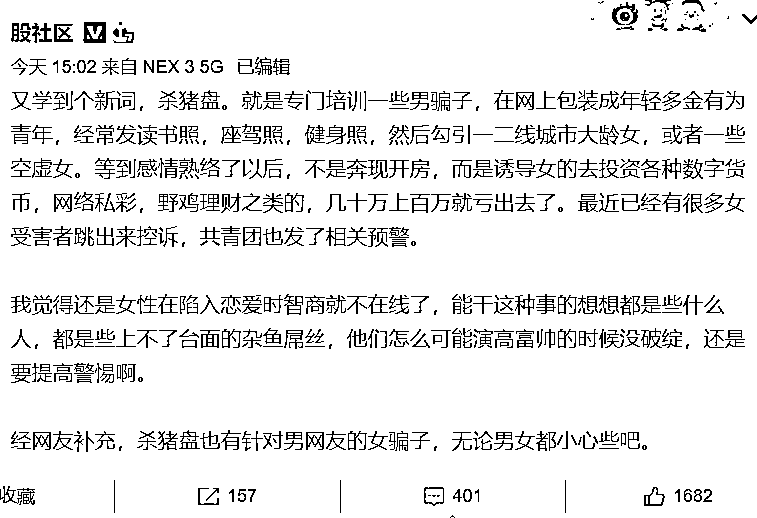 股社区
今天 15:02 来自 NEX 3 5G 已编辑
又学到个新词，杀猪盘。就是专门培训一些男骗子，在网上包装成年轻多金有为
青年，经常发读书照，座驾照，健身照，然后勾引一二线城市大龄女，或者一些
空虚女。等到感情熟络了以后，不是奔现开房，而是诱导女的去投资各种数字货
币，网络私彩，野鸡理财之类的，几十万上百万就亏出去了。最近已经有很多女
受害者跳出来控诉，共青团也发了相关预警。
我觉得还是女性在陷入恋爱时智商就不在线了，能干这种事的想想都是些什么
人，都是些上不了台面的杂鱼屌丝，他们怎么可能演高富帅的时候没破绽，还是
要提高警惕啊。
经网友补充，杀猪盘也有针对男网友的女骗子，无论男女都小心些吧。
收藏 157 401 1682